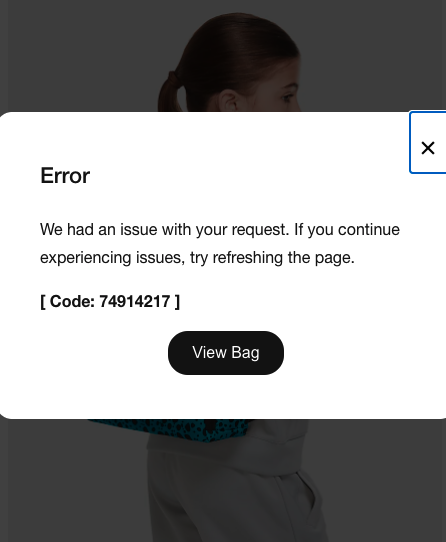 Error
We had an issue with your request. If you continue
experiencing issues, try refreshing the page.
[ Code: 74914217 ]
View Bag